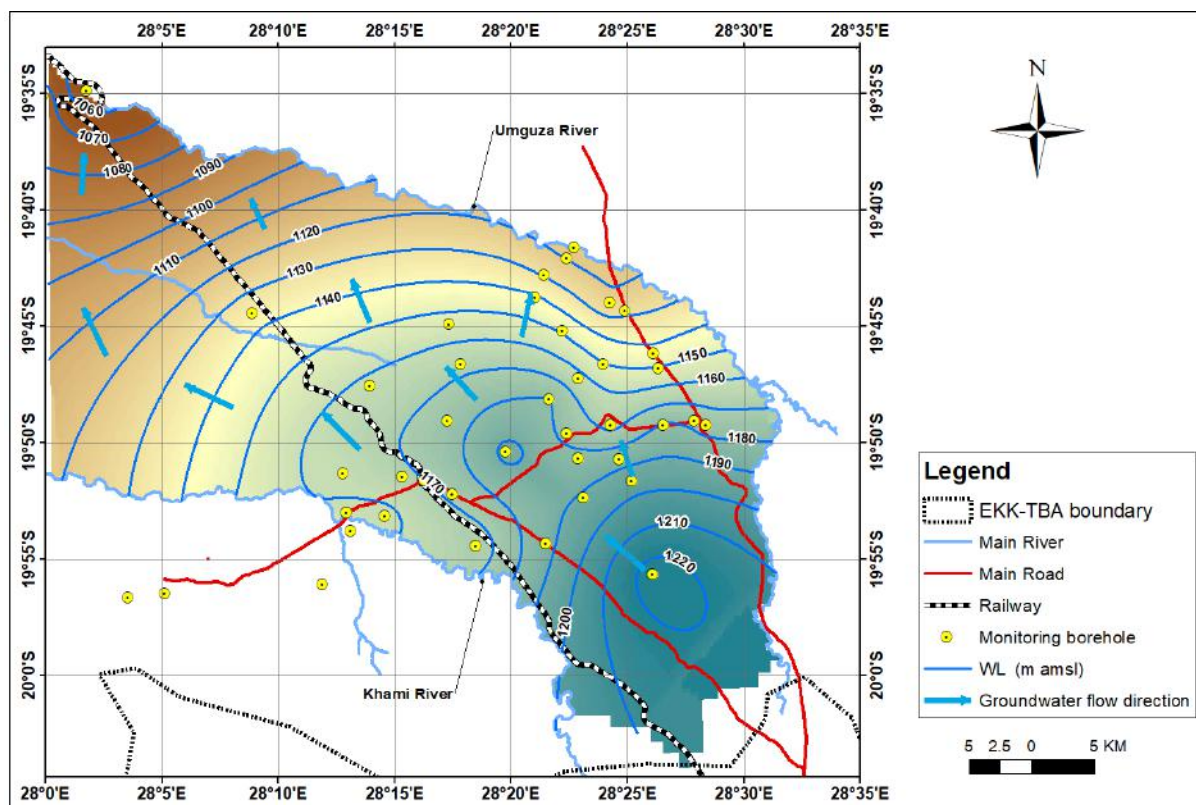 28°5'E 28°10'E 28°15'E 28°20'E 28°25'E 28°30'E 28°35'E
N
19°35'S 19°35'S
1060
1070
Umguza River
1080 1090
19°40'S 19°40'S
1100
1120
1110
1130
1140
19°45'S 19°45'S
1150
1160
19°50'S 19°50'S
1180
1190
1170
1210
1220
19°55'S 19°55'S
1200
20°0'S 20°0'S
Khami River
28°0'E 28°5'E 28°10'E 28°15'E 28°20'E 28°25'E 28°30'E 28°35'E
Legend
EKK-TBA boundary
Main River
Main Road
Railway
Monitoring borehole
WL (m amsl)
Groundwater flow direction
5 2.5 0 5 KM